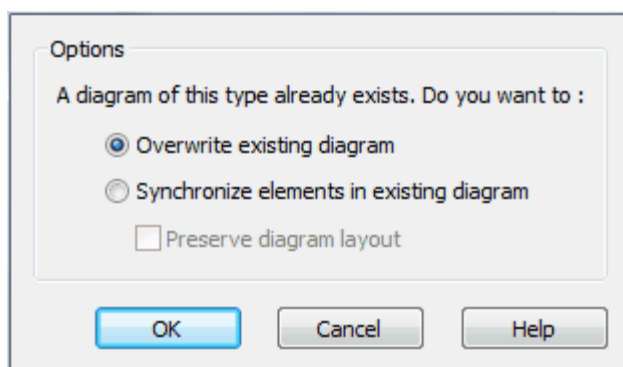 Options
A diagram of this type already exists. Do you want to :
Overwrite existing diagram
Synchronize elements in existing diagram
Preserve diagram layout
OK Cancel Help